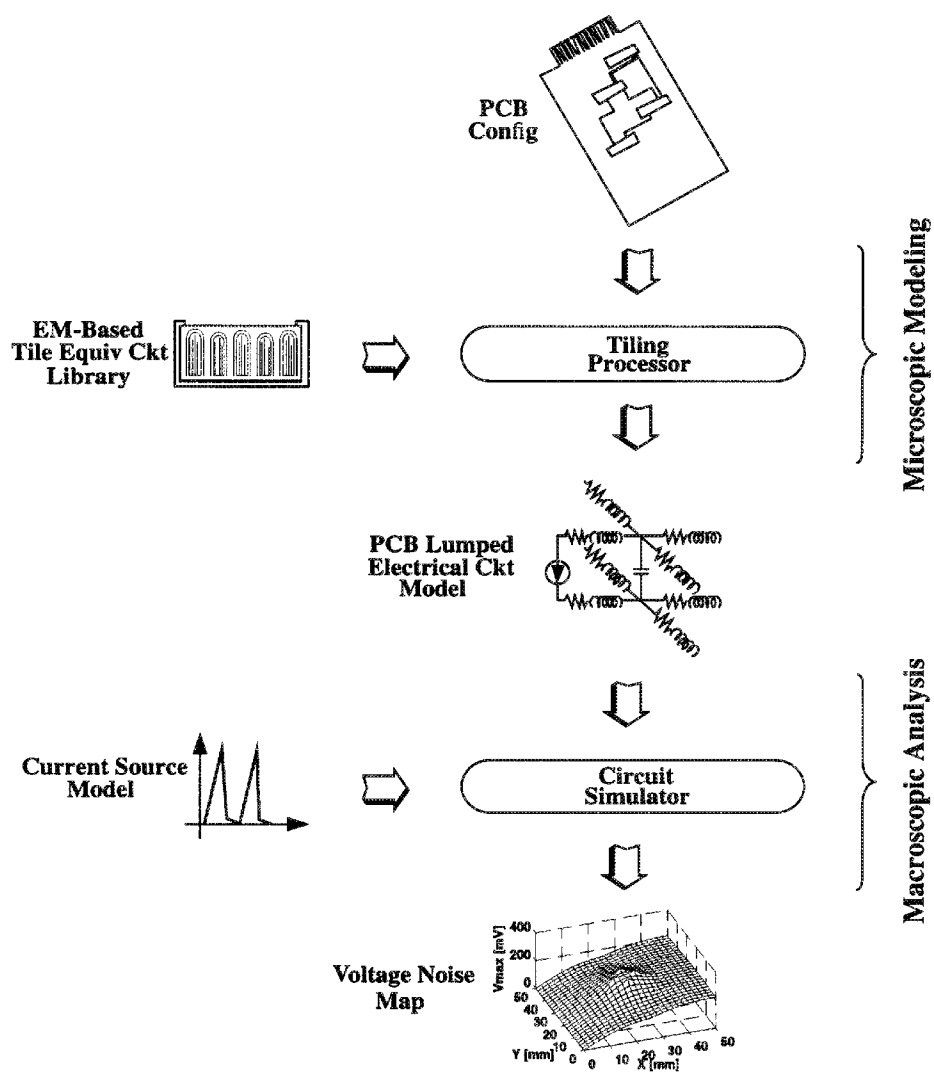 PCB
Config
Microscopic Modeling
EM-Based
Tile Equiv Ckt
Library
Tiling
Processor
PCB Lumped
Electrical Ckt
Model
Macroscopic Analysis
Current Source
Model
Circuit
Simulator
Voltage Noise
Map
Vmax [mV]
400
200
0
50
40
30
20
10
0
Y [mm]
0
10
20
30
40
50
X [mm]